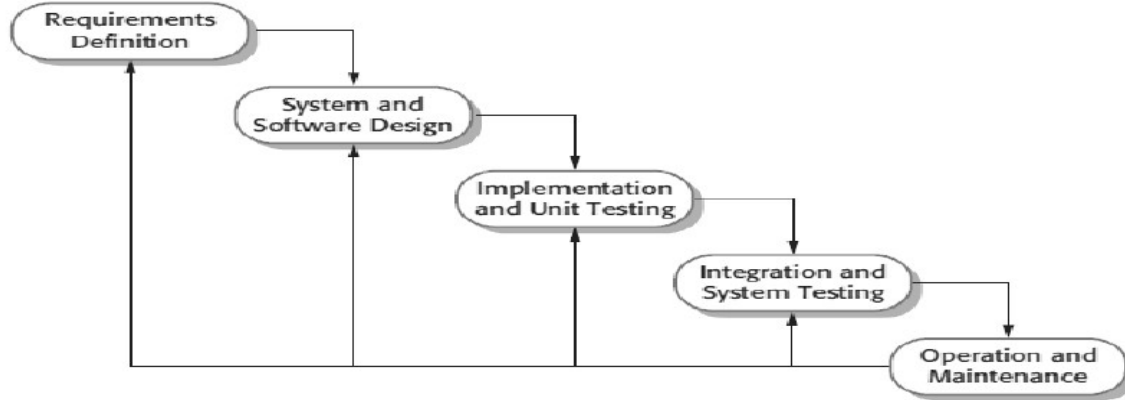 Requirements
Definition
System and
Software Design
Implementation
and Unit Testing
Integration and
System Testing
Operation and
Maintenance